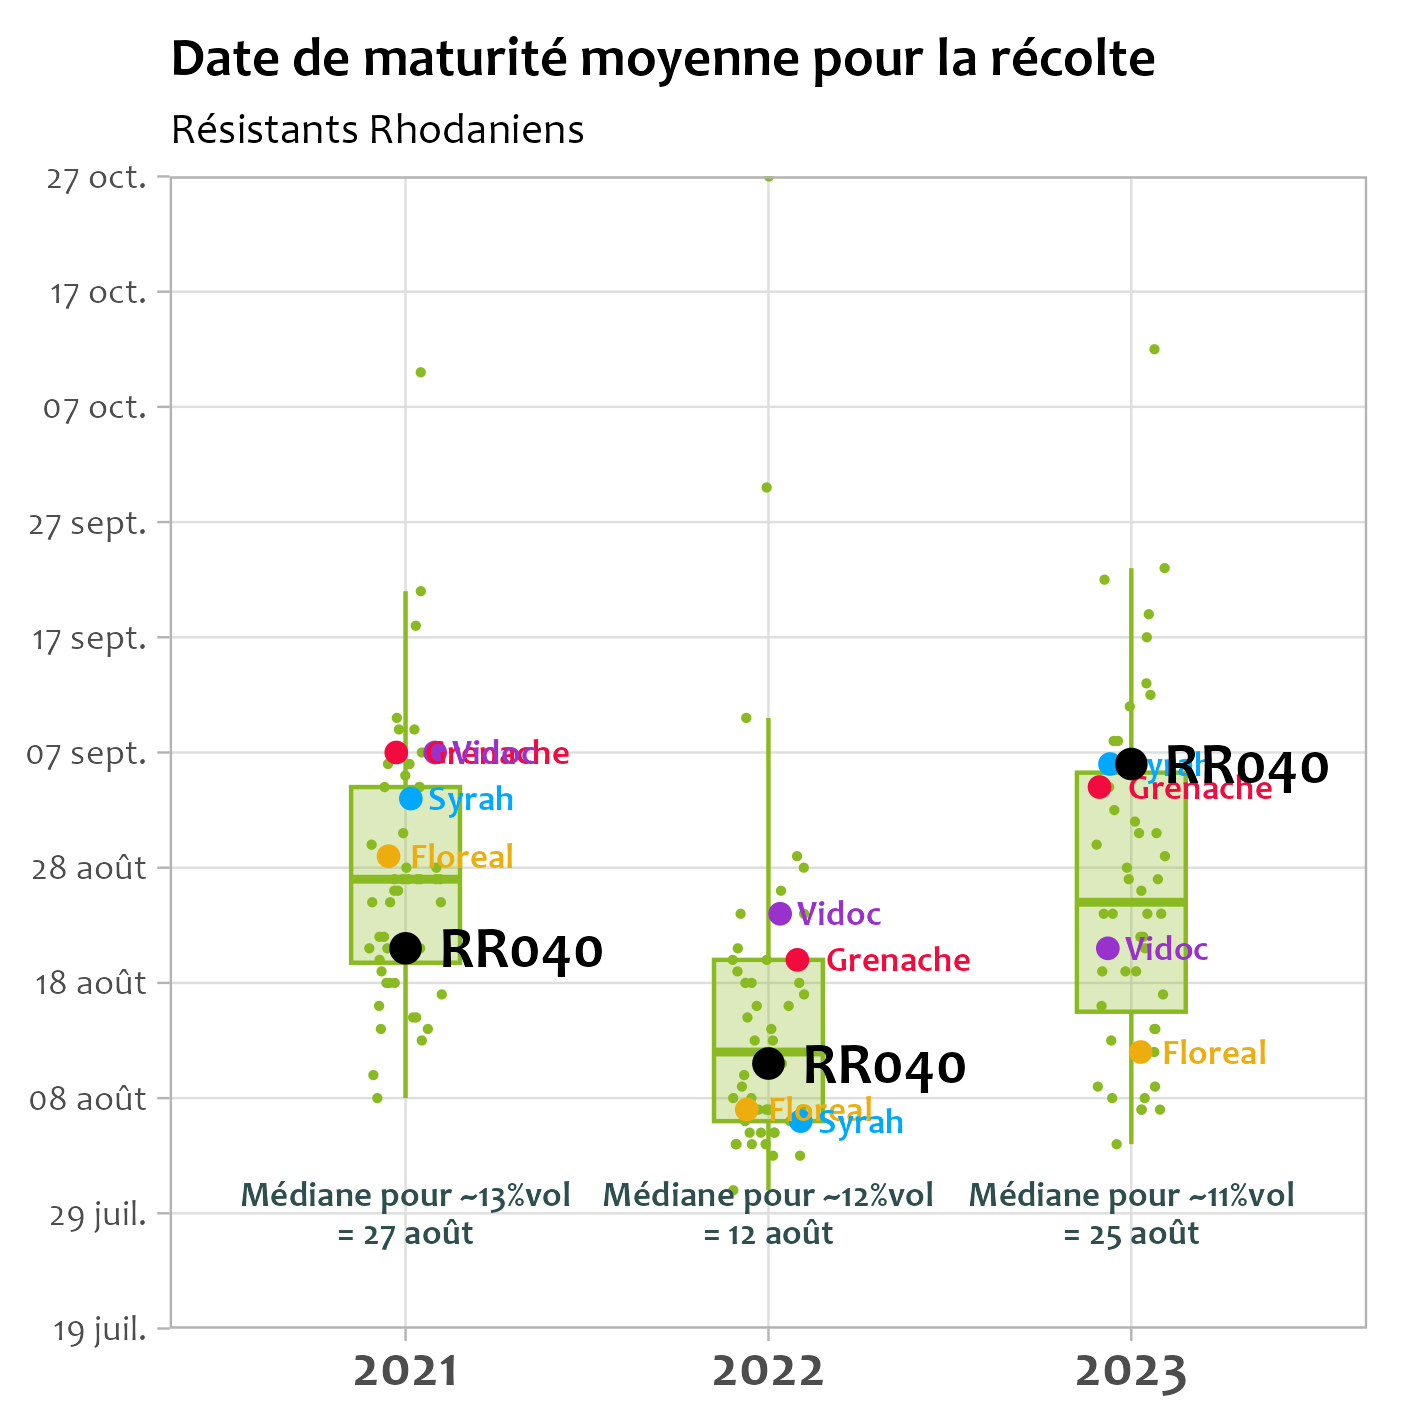 Date de maturité moyenne pour la récolte
Résistants Rhodaniens
27 oct.
17 oct.
07 oct.
27 sept.
17 sept.
07 sept.
28 août
18 août
08 août
29 juil.
19 juil.
Grenache
Vidoc
Syrah
Floreal
RR040
Vidoc
Grenache
RR040
Floreal
Syrah
Syrah
RR040
Grenache
Vidoc
Floreal
Médiane pour ~13%vol
= 27 août
Médiane pour ~12%vol
= 12 août
Médiane pour ~11%vol
= 25 août
2021
2022
2023